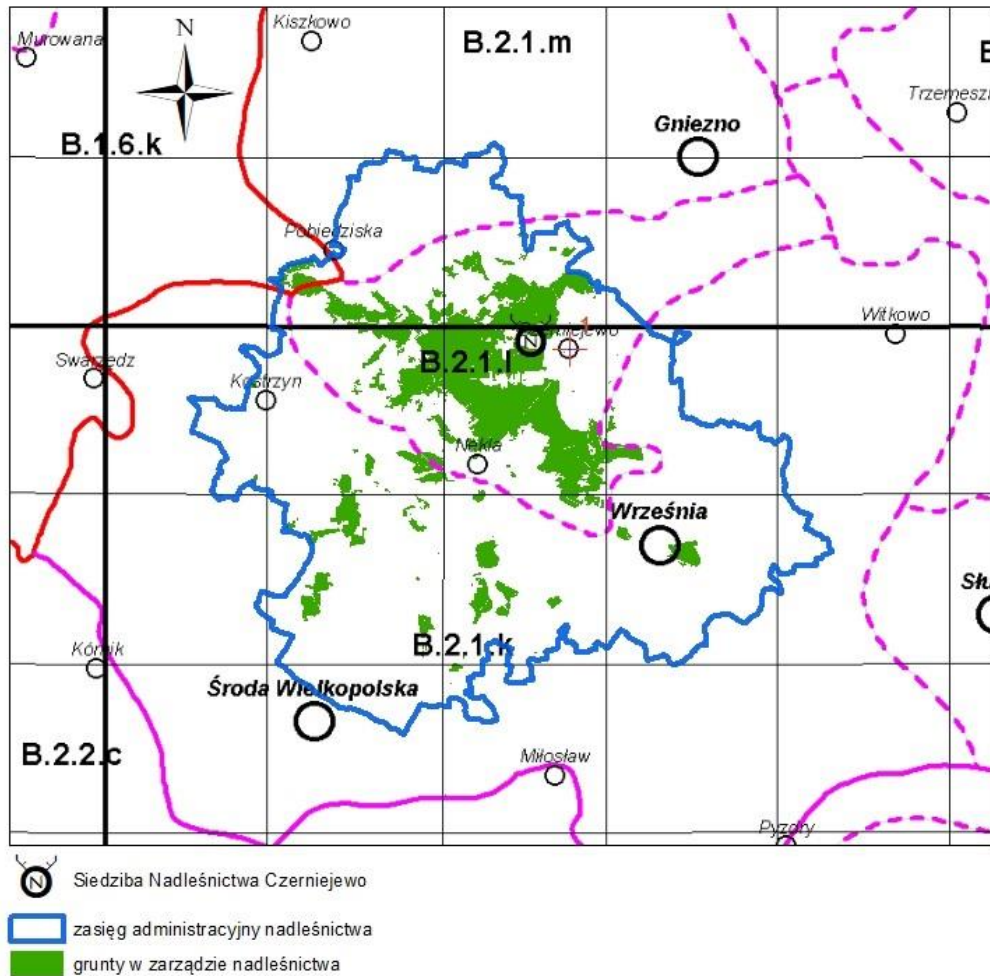 Kiszkowo
B.2.1.m
Murowana
N
Gniezno
B.1.6.k
Pobiedziska
1
Witkowo
Swarzędz
B.2.1.l
Kostrzyn
N
Nekla
Września
Kórnik
B.2.1.k
Środa Wielkopolska
B.2.2.c
Miłosław
Pyzdry
N
Siedziba Nadleśnictwa Czerniejewo
zasięg administracyjny nadleśnictwa
grunty w zarządzie nadleśnictwa